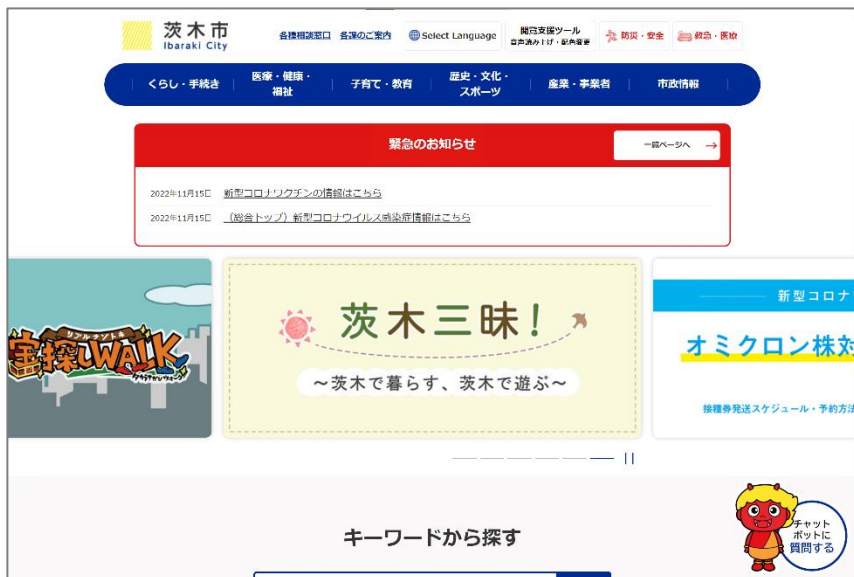 茨木市
Ibaraki City
各種相談窓口 各課のご案内 Select Language 閲覧支援ツール
音声読み上げ・配色変更 防災・安全 救急・医療
くらし・手続き 医療・健康・
福祉 子育て・教育 歴史・文化・
スポーツ 産業・事業者 市政情報
緊急のお知らせ 一覧ページへ →
2022年11月15日 新型コロナワクチンの情報はこちら
2022年11月15日 (総合トップ)新型コロナウイルス感染症情報はこちら
リアルナゾトキ
宝探しWALK
茨木三昧!
~茨木で暮らす、茨木で遊ぶ~
新型コロナ
オミクロン株対
接種券発送スケジュール・予約方法
キーワードから探す
チャット
ボットに
質問する